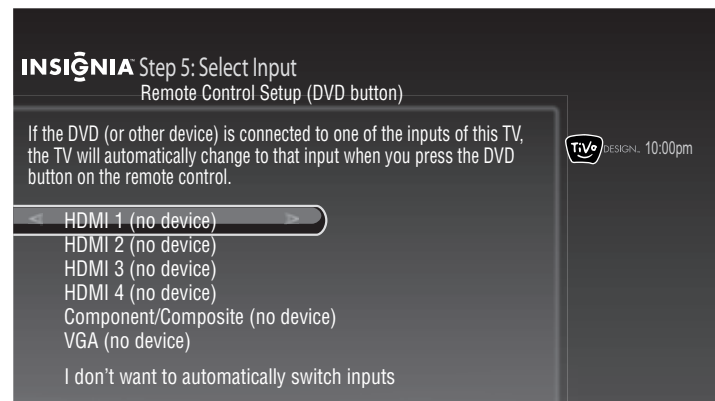 INSIGNIA™ Step 5: Select Input
Remote Control Setup (DVD button)
If the DVD (or other device) is connected to one of the inputs of this TV,
the TV will automatically change to that input when you press the DVD
button on the remote control.
TiVo DESIGN™ 10:00pm
HDMI 1 (no device)
HDMI 2 (no device)
HDMI 3 (no device)
HDMI 4 (no device)
Component/Composite (no device)
VGA (no device)
I don't want to automatically switch inputs